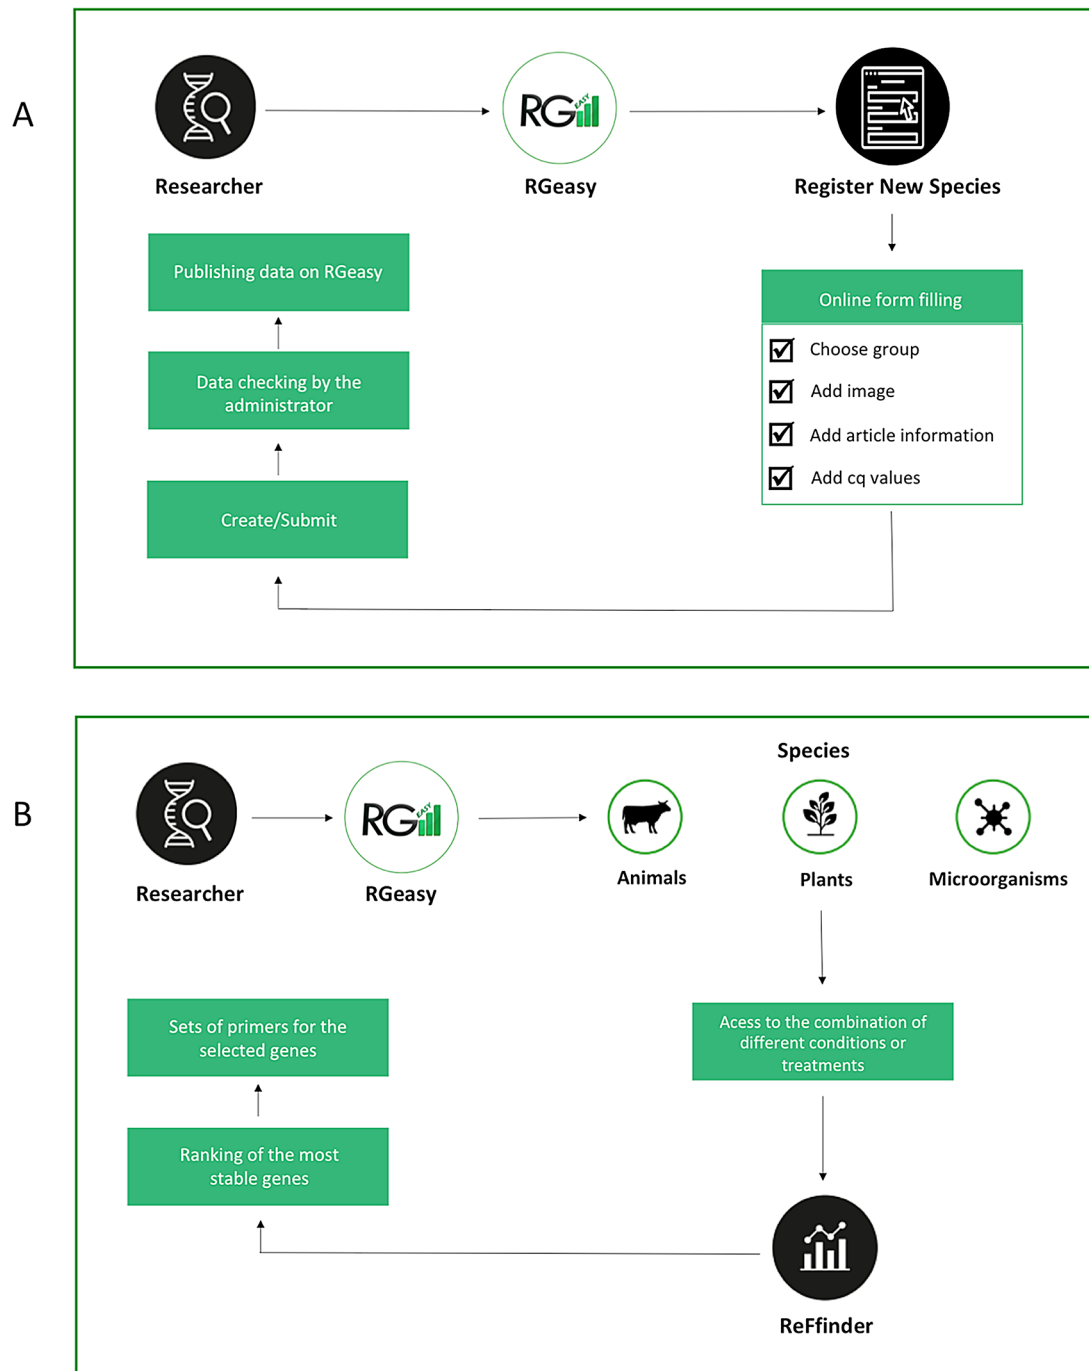 A
RG EASY
Researcher
RGeasy
Register New Species
Publishing data on RGeasy
Online form filling
Choose group
Data checking by the
administrator
Add image
Add article information
Add cq values
Create/Submit
B
Species
RG EASY
Researcher
RGeasy
Animals
Plants
Microorganisms
Sets of primers for the
selected genes
Acess to the combination of
different conditions or
treatments
Ranking of the most
stable genes
ReFfinder